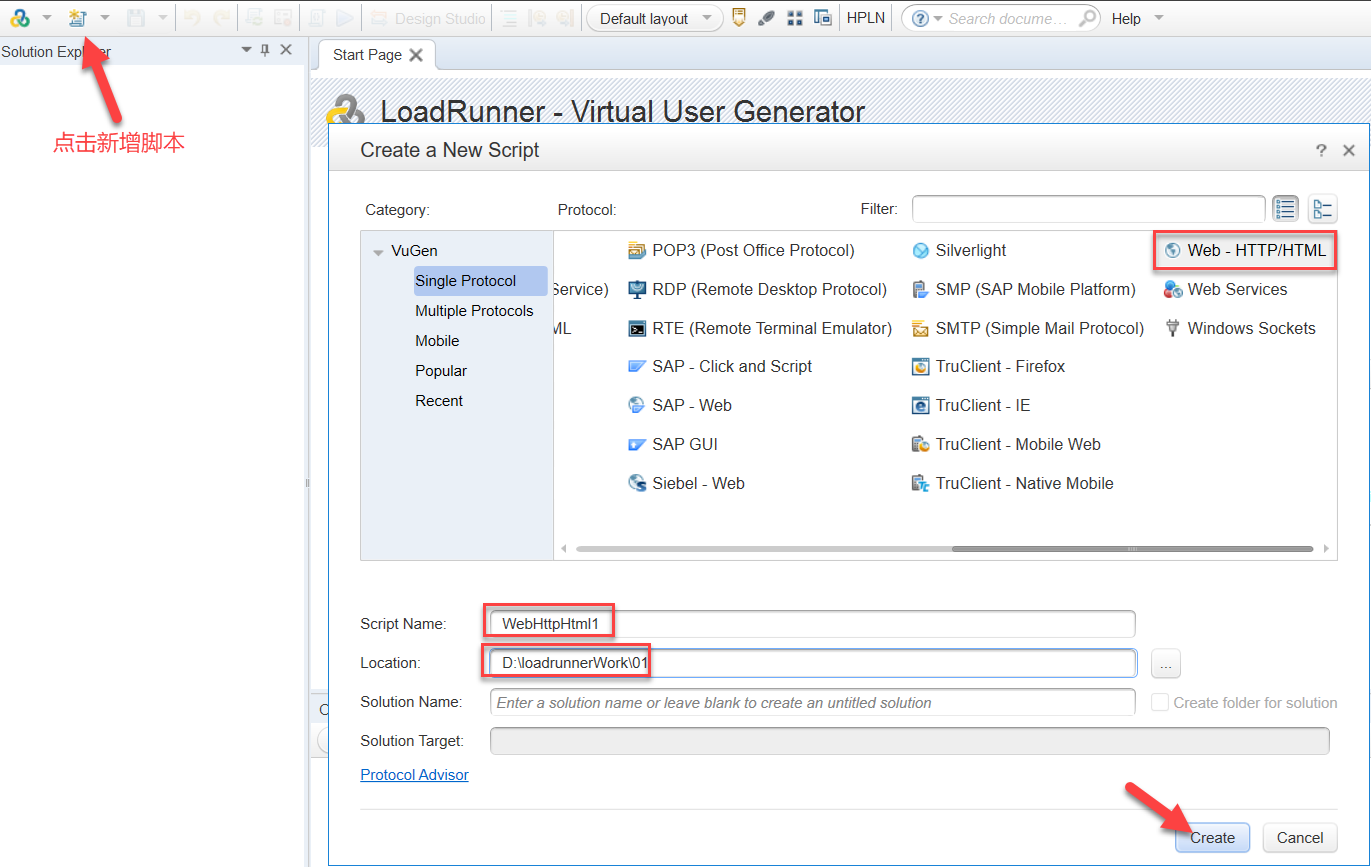 Design Studio
Default layout
HPLN
Search docume...
Help
Solution Exp
er
Start Page
点击新增脚本
LoadRunner - Virtual User Generator
Create a New Script
Category:
Protocol:
Filter:
VuGen
Single Protocol
Multiple Protocols
Mobile
Popular
Recent
Service)
ML
POP3 (Post Office Protocol)
RDP (Remote Desktop Protocol)
RTE (Remote Terminal Emulator)
SAP - Click and Script
SAP - Web
SAP GUI
Siebel - Web
Silverlight
SMP (SAP Mobile Platform)
SMTP (Simple Mail Protocol)
TruClient - Firefox
TruClient - IE
TruClient - Mobile Web
TruClient - Native Mobile
Web - HTTP/HTML
Web Services
Windows Sockets
Script Name:
WebHttpHtml1
Location:
D:\loadrunnerWork\01
...
Solution Name:
Enter a solution name or leave blank to create an untitled solution
Create folder for solution
Solution Target:
Protocol Advisor
Create
Cancel